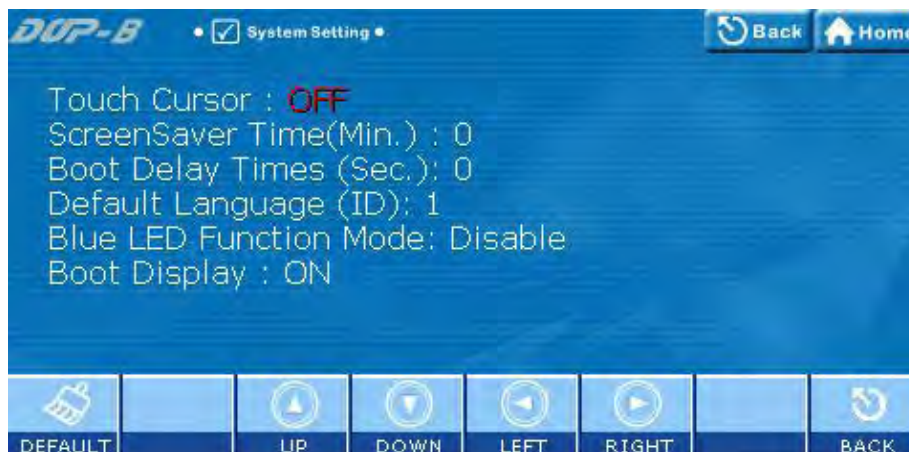 DOP-B • System Setting • Back Home
Touch Cursor : OFF
ScreenSaver Time(Min.) : 0
Boot Delay Times (Sec.): 0
Default Language (ID): 1
Blue LED Function Mode: Disable
Boot Display : ON
DEFAULT UP DOWN LEFT RIGHT BACK